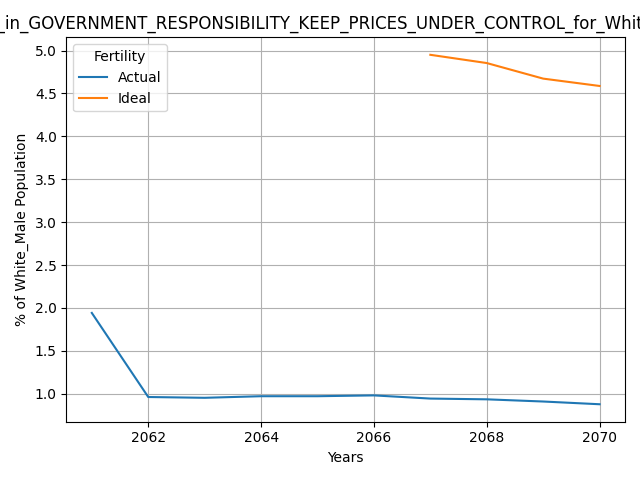 _in_GOVERNMENT_RESPONSIBILITY_KEEP_PRICES_UNDER_CONTROL_for_Whit
Fertility
Actual
Ideal
% of White_Male Population
5.0
4.5
4.0
3.5
3.0
2.5
2.0
1.5
1.0
2062 2064 2066 2068 2070
Years